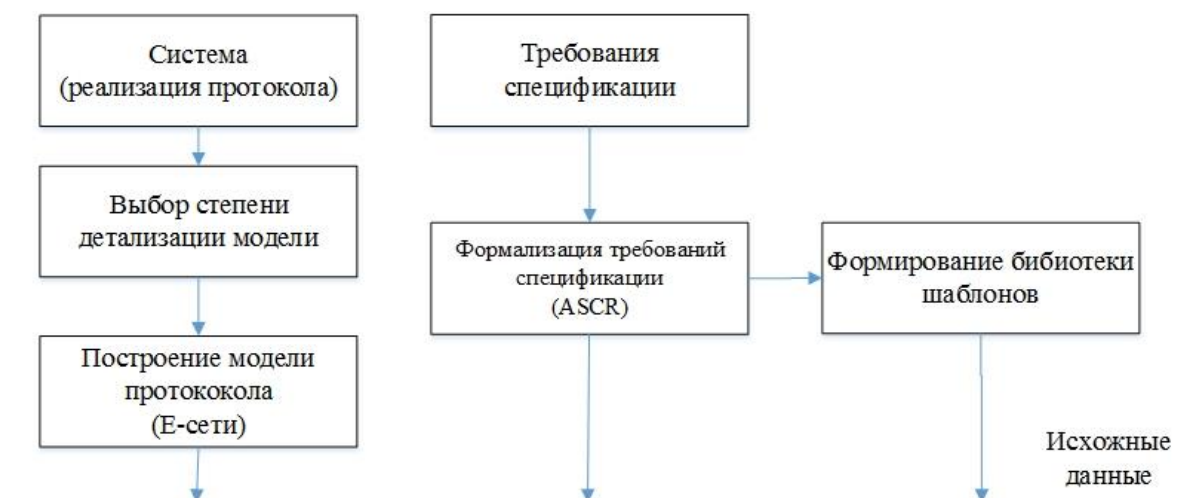 Система
(реализация протокола)
Требования
спецификации
Выбор степени
детализации модели
Формализация требований
спецификации
(ASCR)
Формирование бибиотеки
шаблонов
Построение модели
протококола
(Е-сети)
Исхожные
данные